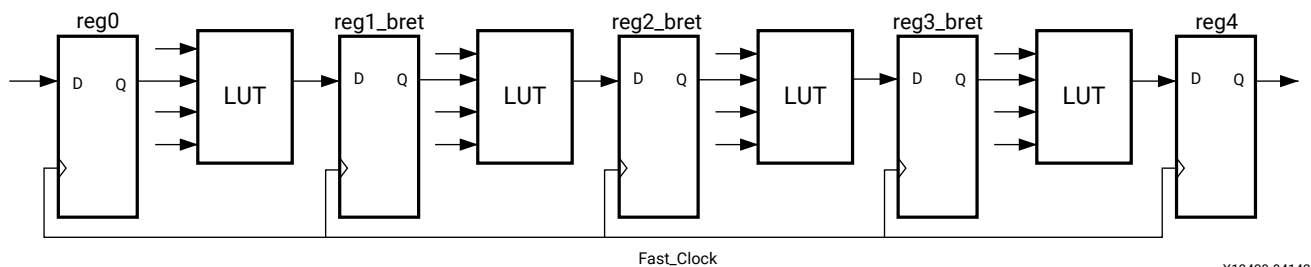 reg0
reg1_bret
reg2_bret
reg3_bret
reg4
D Q
LUT
D Q
LUT
D Q
LUT
D Q
LUT
D Q
Fast_Clock